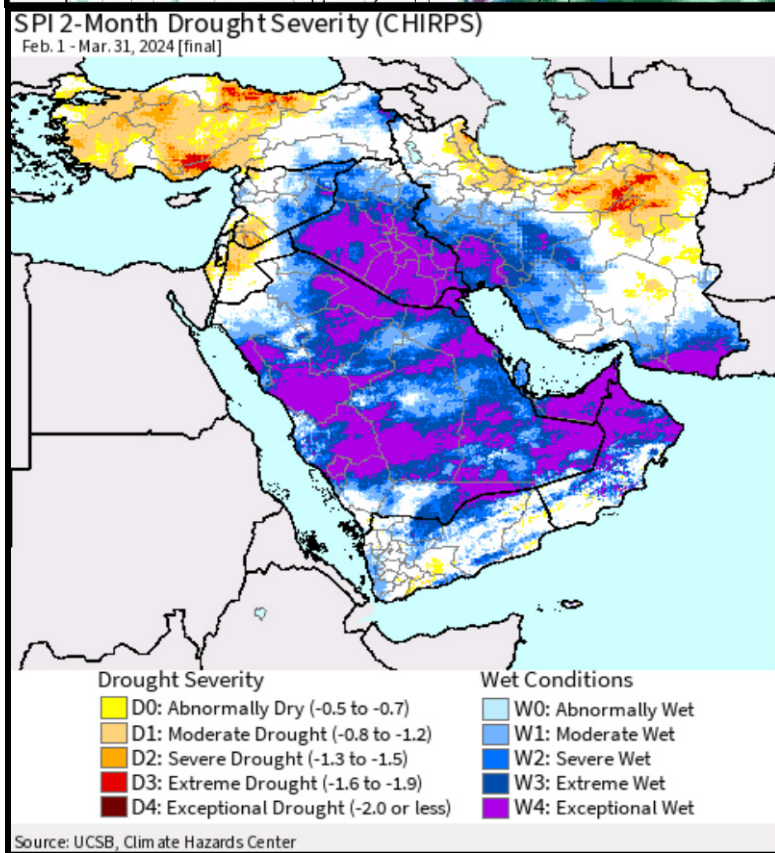 SPI 2-Month Drought Severity (CHIRPS)
Feb. 1 - Mar. 31, 2024 [final]
Drought Severity
D0: Abnormally Dry (-0.5 to -0.7)
D1: Moderate Drought (-0.8 to -1.2)
D2: Severe Drought (-1.3 to -1.5)
D3: Extreme Drought (-1.6 to -1.9)
D4: Exceptional Drought (-2.0 or less)
Wet Conditions
W0: Abnormally Wet
W1: Moderate Wet
W2: Severe Wet
W3: Extreme Wet
W4: Exceptional Wet
Source: UCSB, Climate Hazards Center